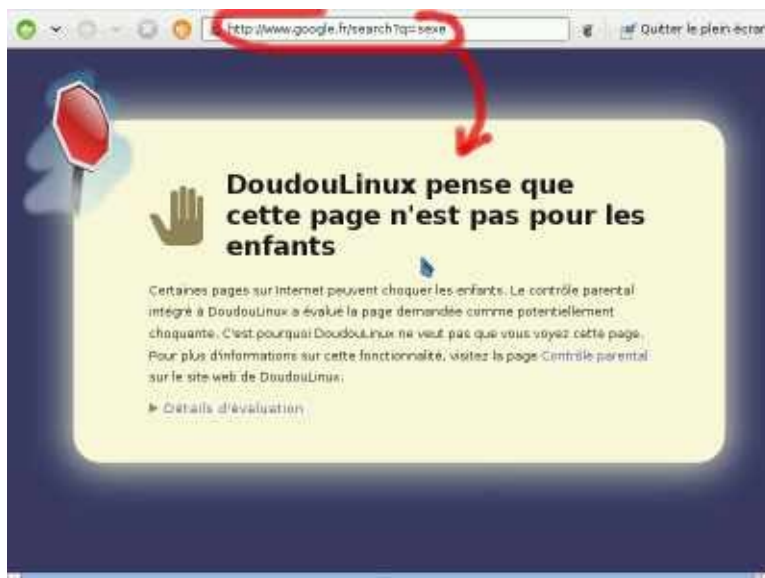 http://www.google.fr/search?q=sexe
Quitter le plein écran
DoudouLinux pense que
cette page n'est pas pour les
enfants
Certaines pages sur Internet peuvent choquer les enfants. Le contrôle parental
intégré à DoudouLinux a évalué la page demandée comme potentiellement
choquante. C'est pourquoi DoudouLinux ne veut pas que vous voyez cette page.
Pour plus d'informations sur cette fonctionnalité, visitez la page Contrôle parental
sur le site web de DoudouLinux.
Détails d'évaluation